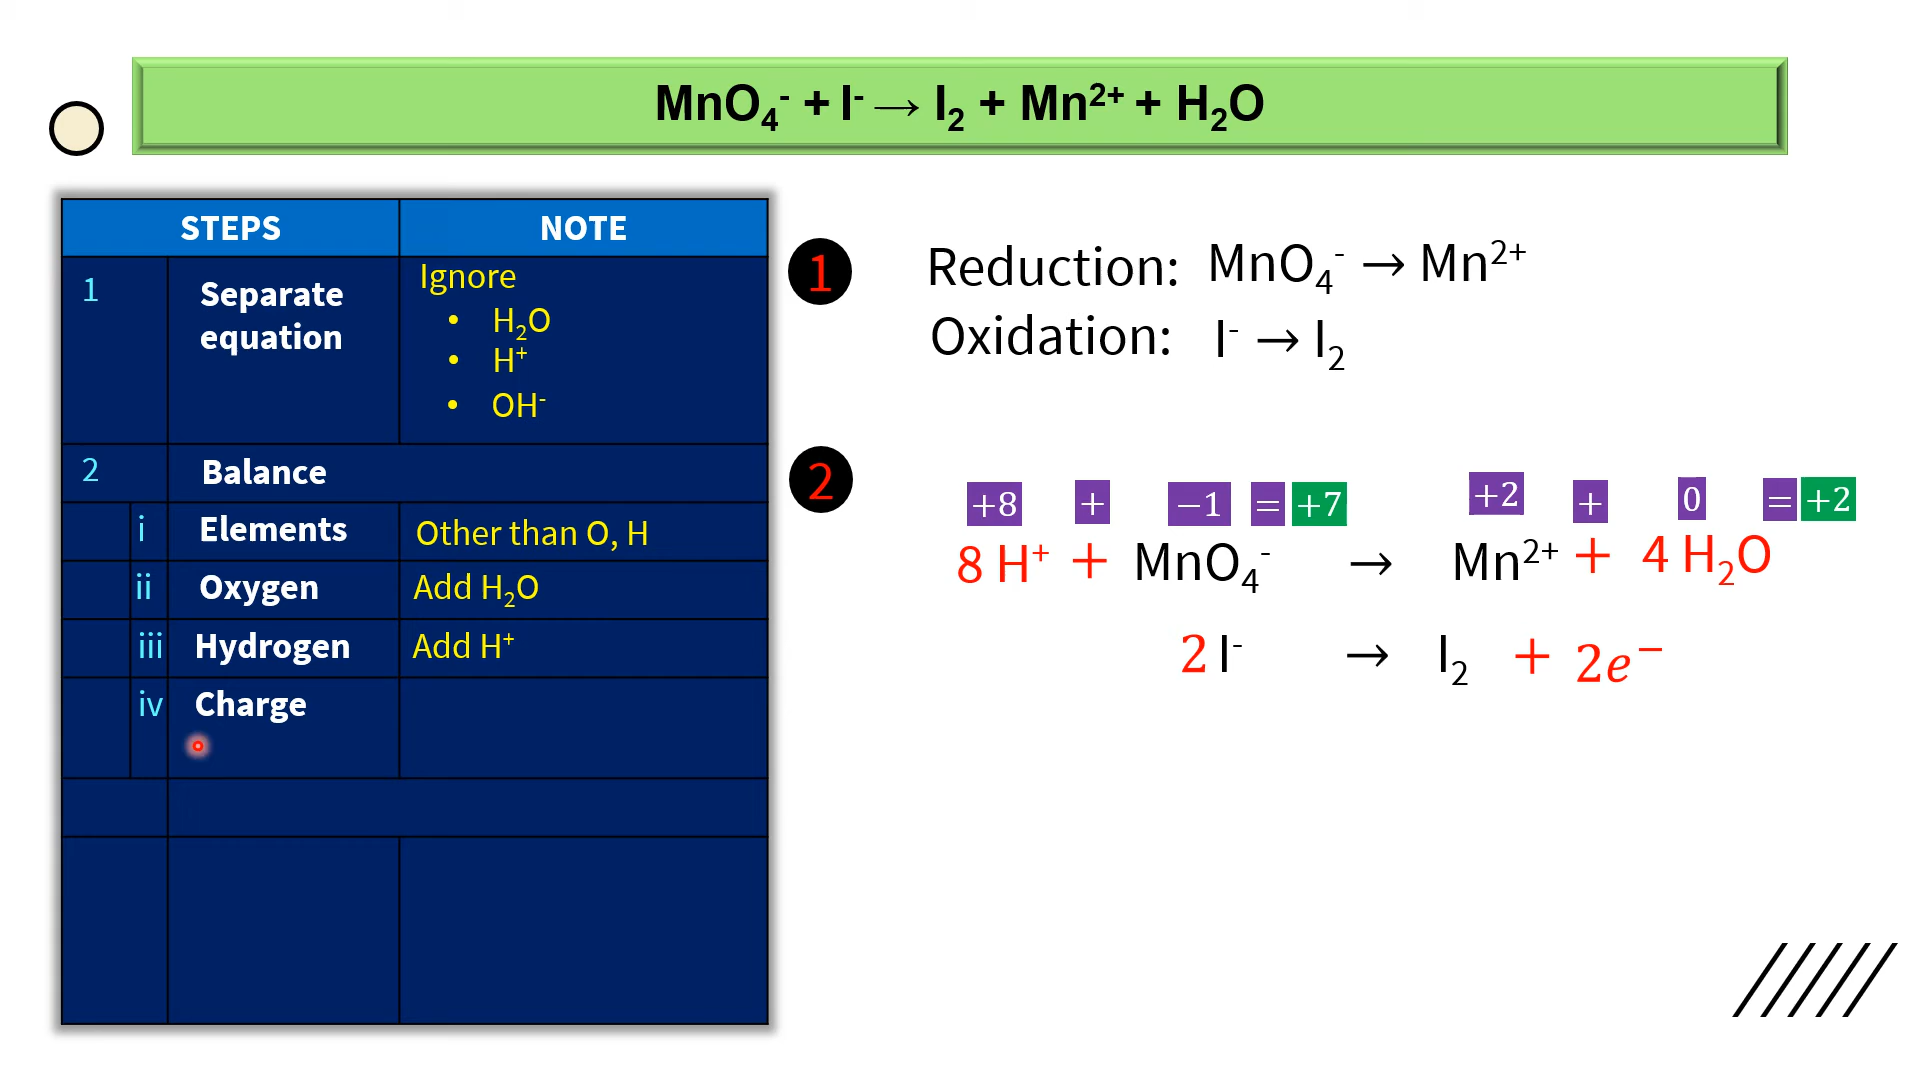 MnO₄⁻ + I⁻ → I₂ + Mn²⁺ + H₂O
STEPS NOTE
1 Separate equation Ignore
• H₂O
• H⁺
• OH⁻
2 Balance
i Elements Other than O, H
ii Oxygen Add H₂O
iii Hydrogen Add H⁺
iv Charge
1 Reduction: MnO₄⁻ → Mn²⁺
Oxidation: I⁻ → I₂
2
+8 + −1 = +7 +2 + 0 = +2
8 H⁺ + MnO₄⁻ → Mn²⁺ + 4 H₂O
2 I⁻ → I₂ + 2e⁻